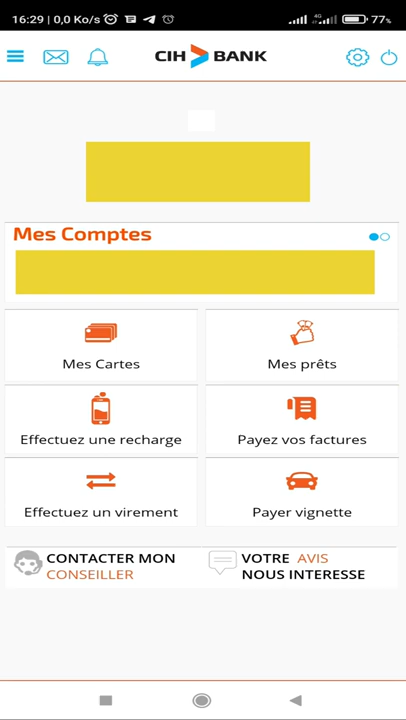 16:29 | 0,0 Ko/s 4G 77%
CIH BANK
Mes Comptes
Mes Cartes
Mes prêts
Effectuez une recharge
Payez vos factures
Effectuez un virement
Payer vignette
CONTACTER MON
CONSEILLER
VOTRE AVIS
NOUS INTERESSE